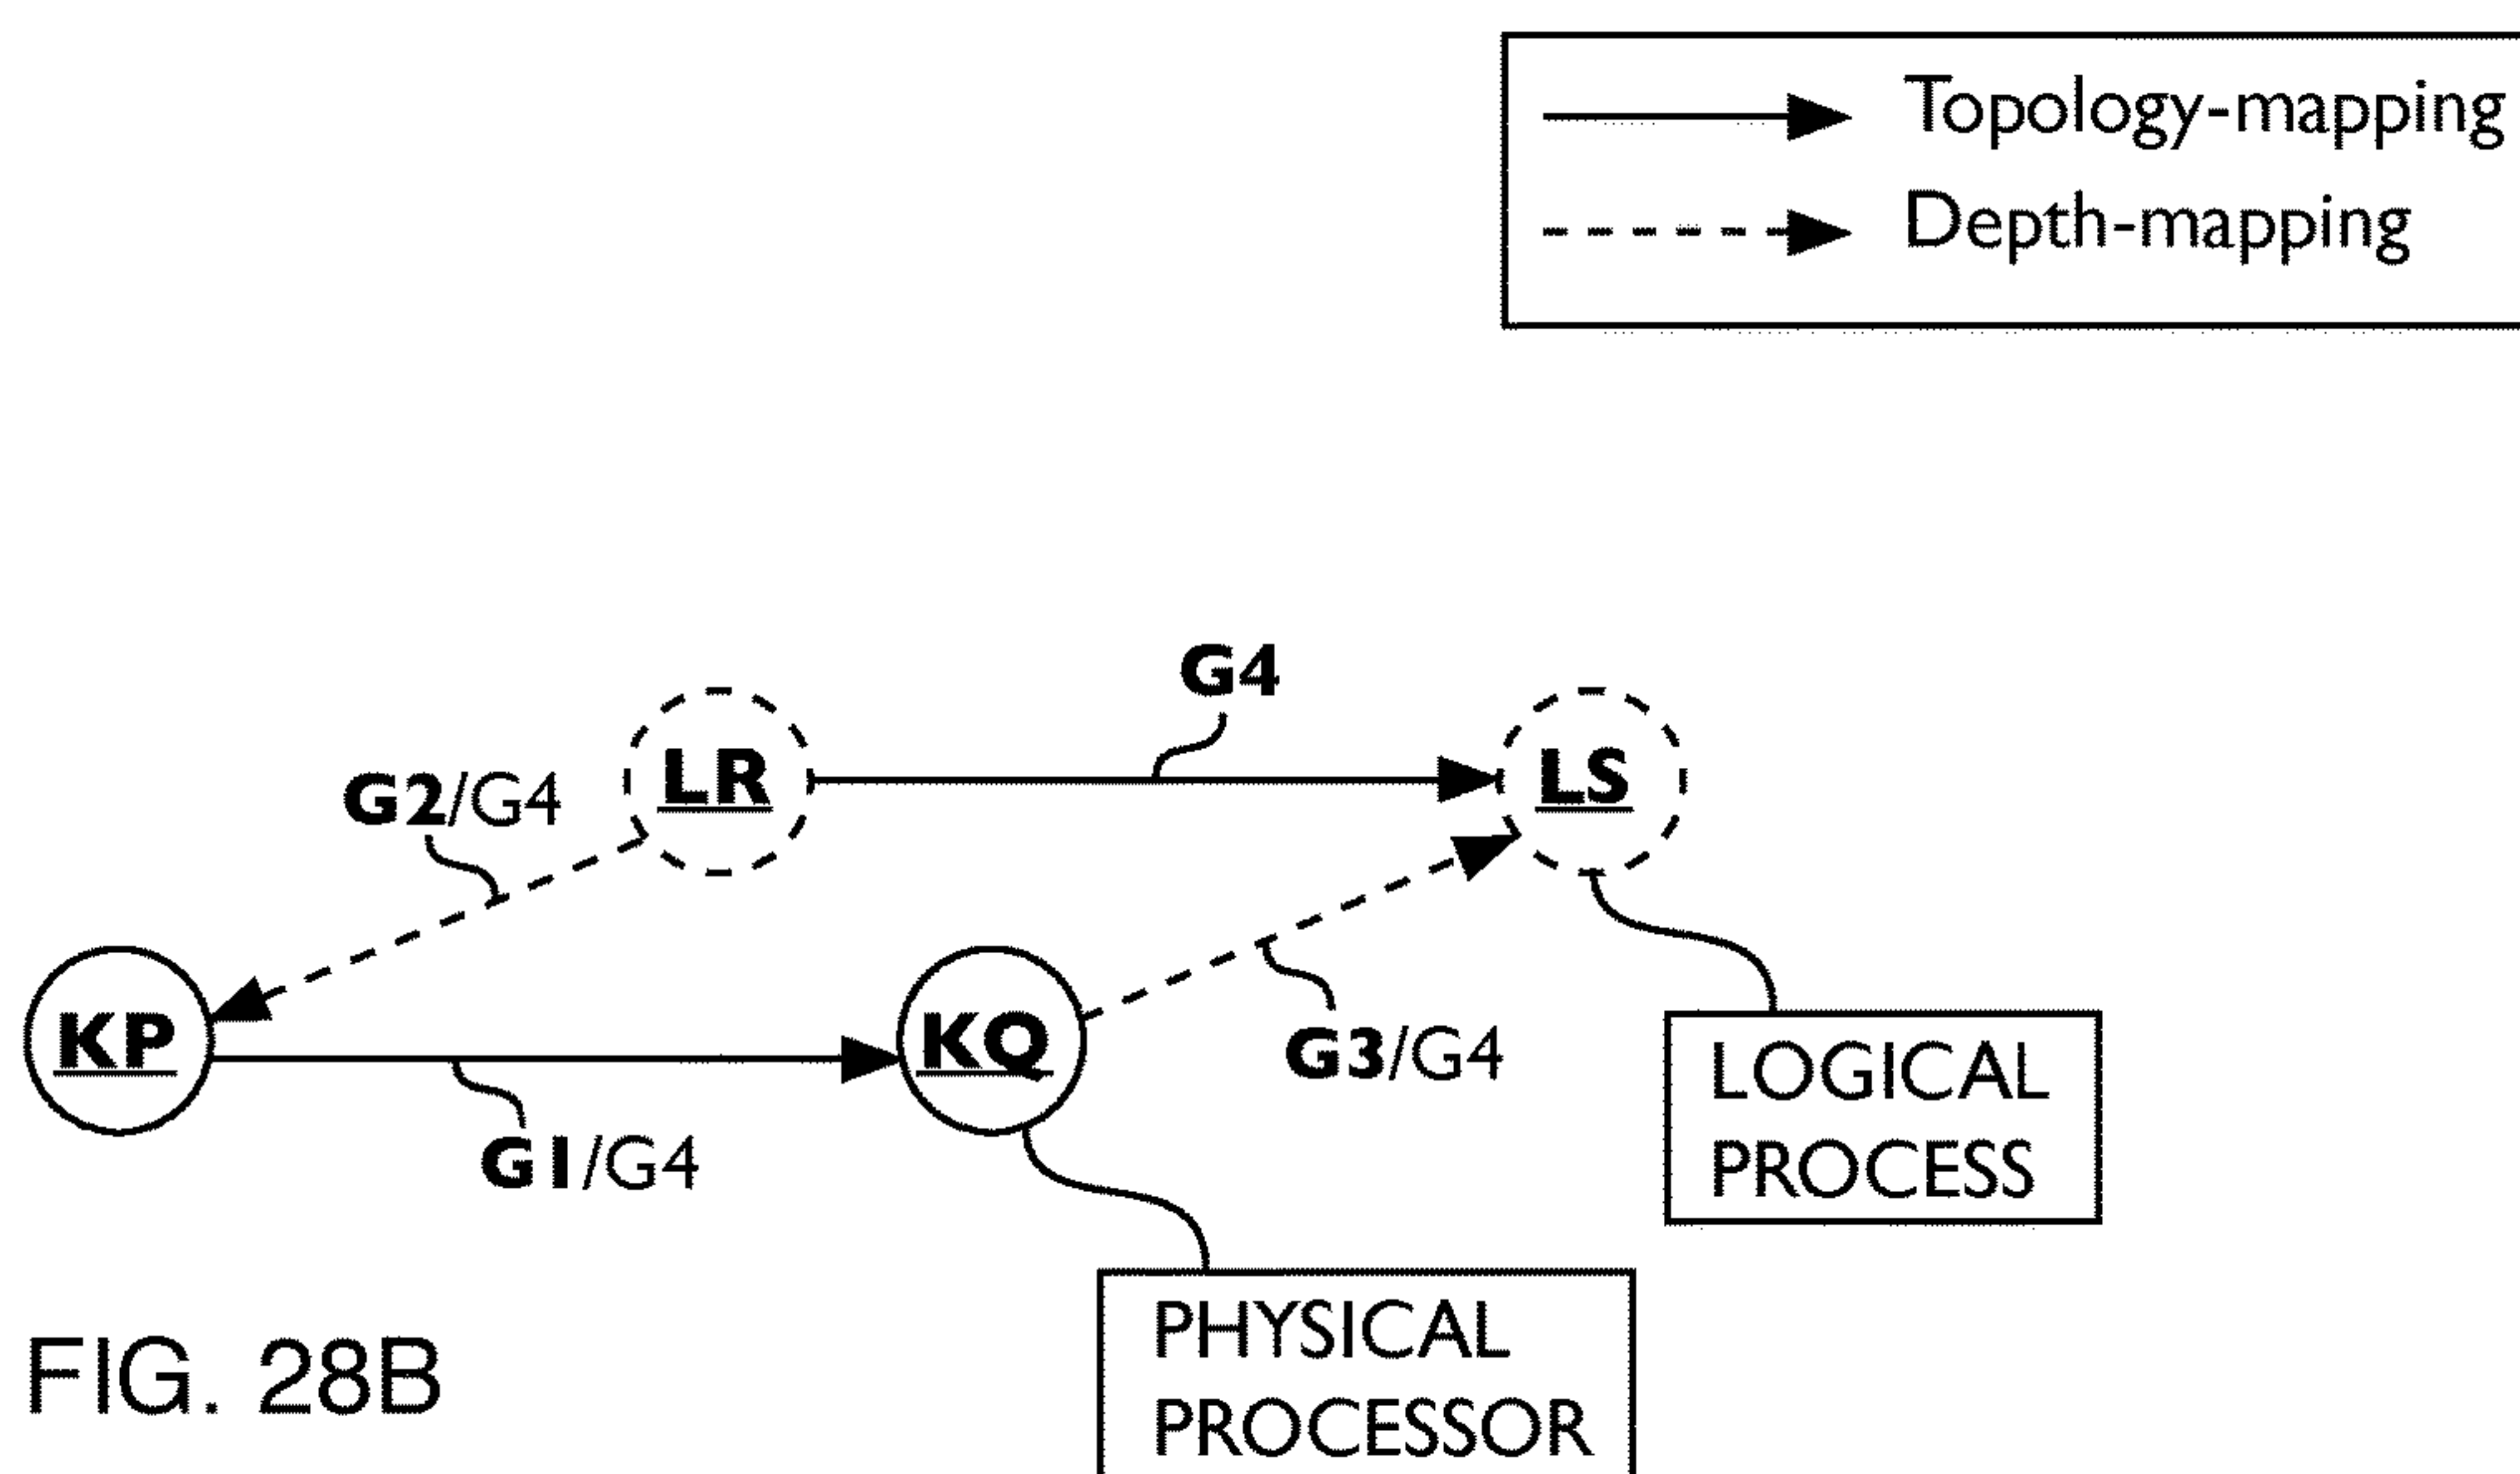 Topology-mapping
Depth-mapping
G4
LR
LS
G2/G4
KP
KQ
G3/G4
G1/G4
LOGICAL
PROCESS
PHYSICAL
PROCESSOR
FIG. 28B